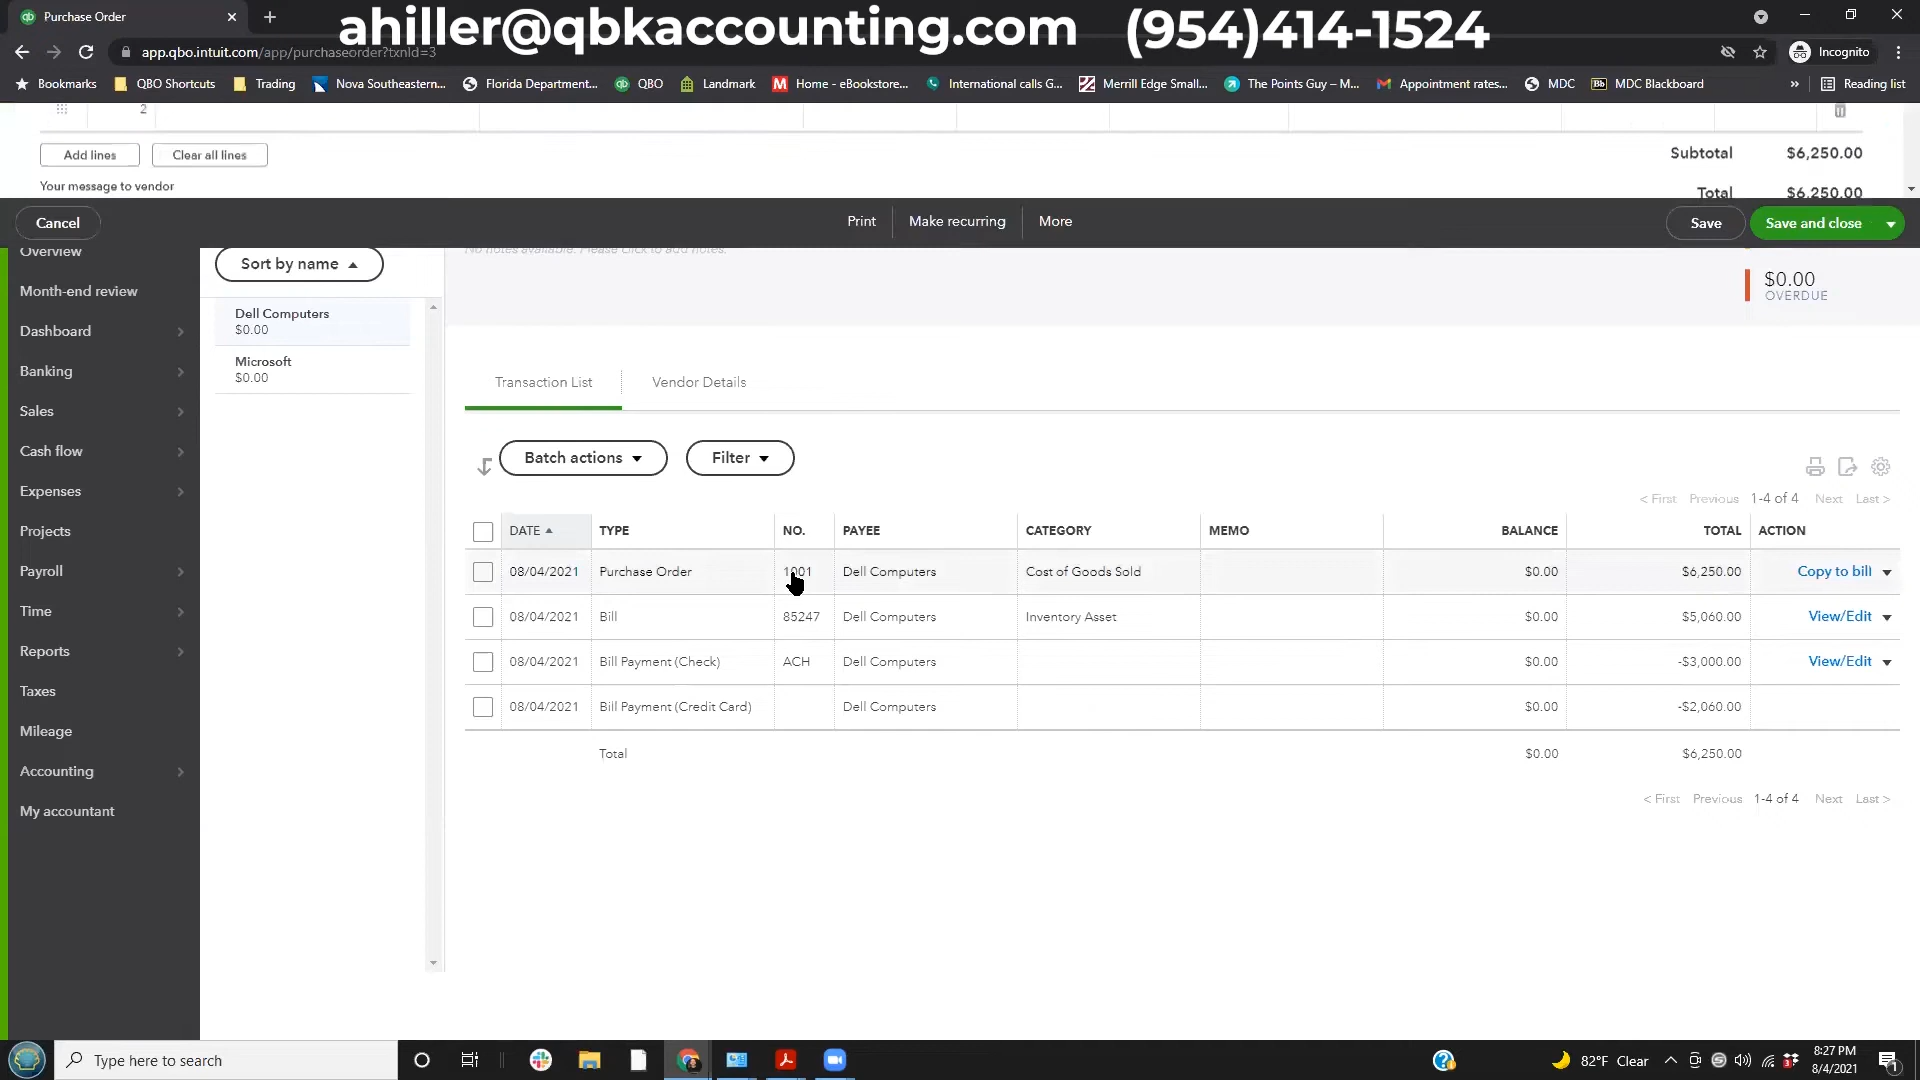 Purchase Order
ahiller@qbkaccounting.com (954)414-1524
app.qbo.intuit.com/app/purchaseorder?txnId=3
Incognito
Bookmarks QBO Shortcuts Trading Nova Southeastern... Florida Department... QBO Landmark Home - eBookstore... International calls G... Merrill Edge Small... The Points Guy – M... Appointment rates... MDC Bb MDC Blackboard » Reading list
2
Add lines Clear all lines Subtotal $6,250.00
Your message to vendor
Total $6,250.00
Cancel Print Make recurring More Save Save and close
Overview
No notes available. Please click to add notes.
Sort by name
Month-end review
$0.00
OVERDUE
Dell Computers
$0.00
Dashboard
Microsoft
$0.00
Banking
Transaction List Vendor Details
Sales
Cash flow
Batch actions Filter
Expenses
< First Previous 1-4 of 4 Next Last >
Projects
DATE TYPE NO. PAYEE CATEGORY MEMO BALANCE TOTAL ACTION
Payroll
08/04/2021 Purchase Order 1001 Dell Computers Cost of Goods Sold $0.00 $6,250.00 Copy to bill
Time
08/04/2021 Bill 85247 Dell Computers Inventory Asset $0.00 $5,060.00 View/Edit
Reports
08/04/2021 Bill Payment (Check) ACH Dell Computers $0.00 -$3,000.00 View/Edit
Taxes
08/04/2021 Bill Payment (Credit Card) Dell Computers $0.00 -$2,060.00
Mileage
Total $0.00 $6,250.00
Accounting
< First Previous 1-4 of 4 Next Last >
My accountant
Type here to search
82°F Clear
8:27 PM
8/4/2021